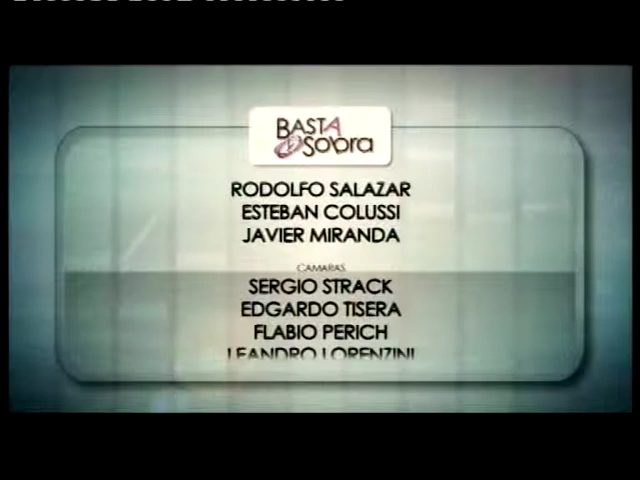 BASTA
& Sobra
RODOLFO SALAZAR
ESTEBAN COLUSSI
JAVIER MIRANDA
CAMARAS
SERGIO STRACK
EDGARDO TISERA
FLABIO PERICH
LEANDRO LORENZINI